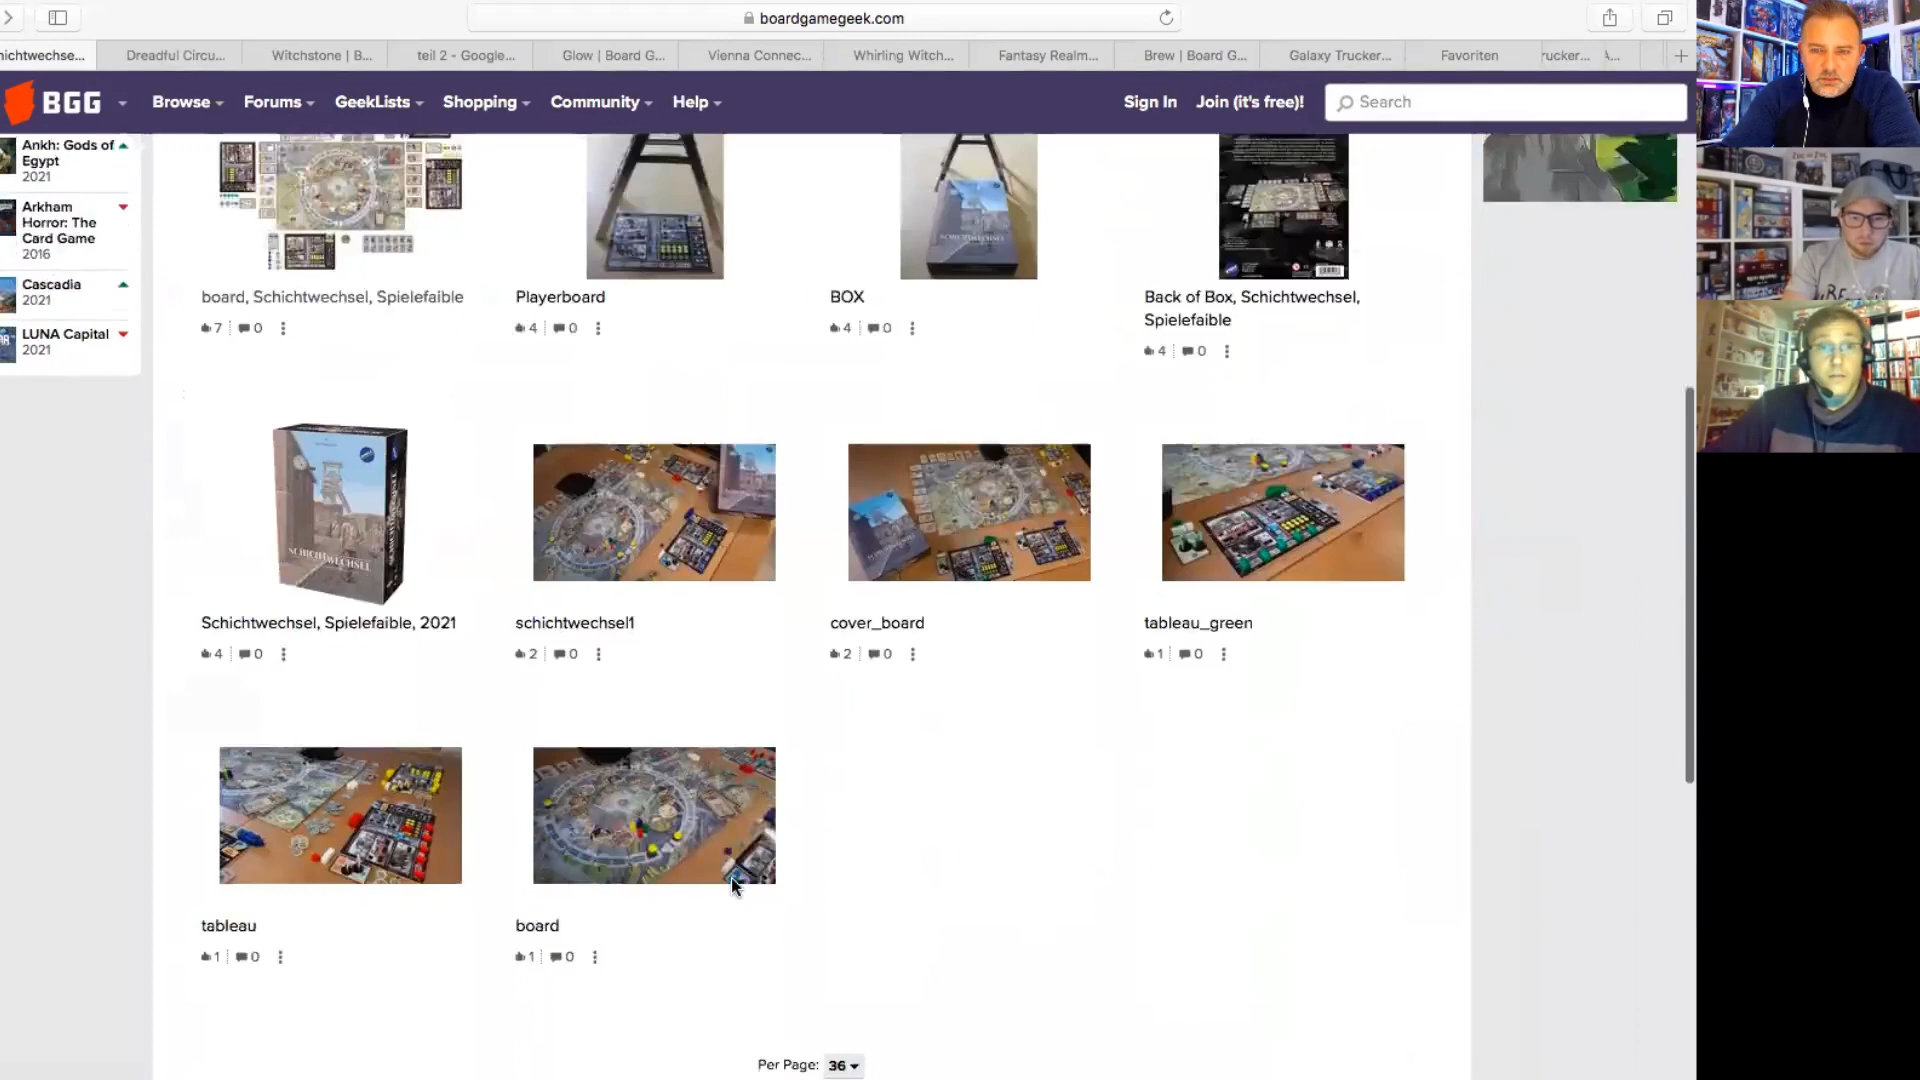 boardgamegeek.com
nichtwechse...
Dreadful Circu...
Witchstone | B...
teil 2 - Google...
Glow | Board G...
Vienna Connec...
Whirling Witch...
Fantasy Realm...
Brew | Board G...
Galaxy Trucker...
Favoriten
rucker...
BGG
Browse
Forums
GeekLists
Shopping
Community
Help
Sign In
Join (it's free)!
Search
Ankh: Gods of
Egypt
2021
Arkham
Horror: The
Card Game
2016
Cascadia
2021
LUNA Capital
2021
board, Schichtwechsel, Spielefaible
7 0
Playerboard
4 0
BOX
4 0
Back of Box, Schichtwechsel,
Spielefaible
4 0
SCHICHTWECHSEL
Schichtwechsel, Spielefaible, 2021
4 0
schichtwechsel1
2 0
cover_board
2 0
tableau_green
1 0
tableau
1 0
board
1 0
Per Page: 36